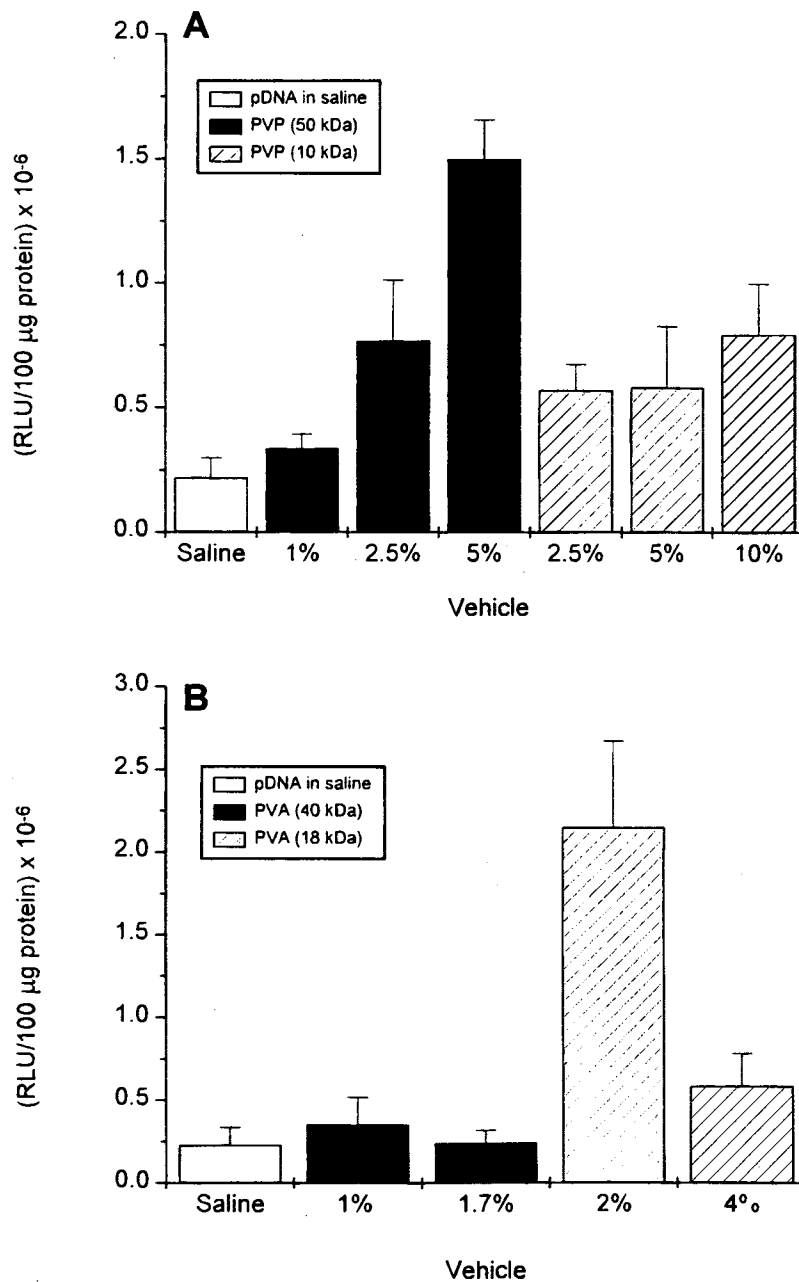 A
2.0
1.5
1.0
0.5
0.0
(RLU/100 µg protein) x 10-6
pDNA in saline
PVP (50 kDa)
PVP (10 kDa)
Saline 1% 2.5% 5% 2.5% 5% 10%
Vehicle
B
3.0
2.5
2.0
1.5
1.0
0.5
0.0
(RLU/100 µg protein) x 10-6
pDNA in saline
PVA (40 kDa)
PVA (18 kDa)
Saline 1% 1.7% 2% 4%
Vehicle